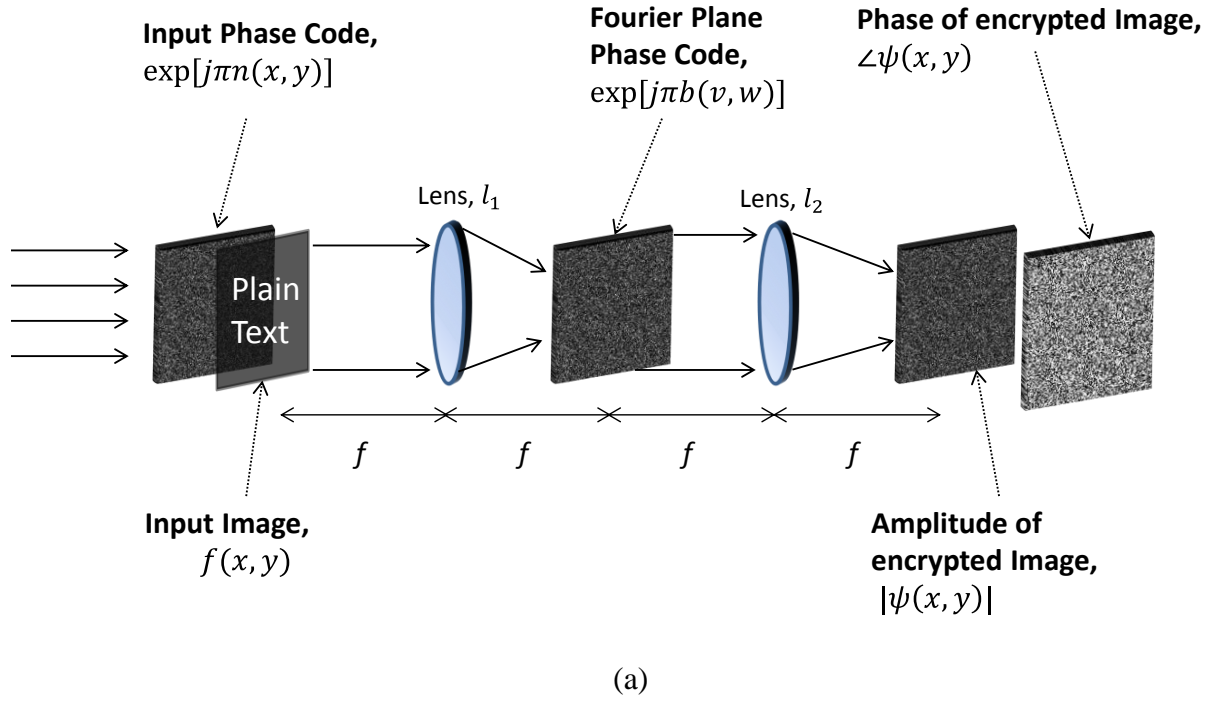 Input Phase Code,
exp[jπn(x, y)]
Fourier Plane
Phase Code,
exp[jπb(v, w)]
Phase of encrypted Image,
∠ψ(x, y)
Lens, l₁
Lens, l₂
Plain
Text
f
f
f
f
Input Image,
f(x, y)
Amplitude of
encrypted Image,
|ψ(x, y)|
(a)